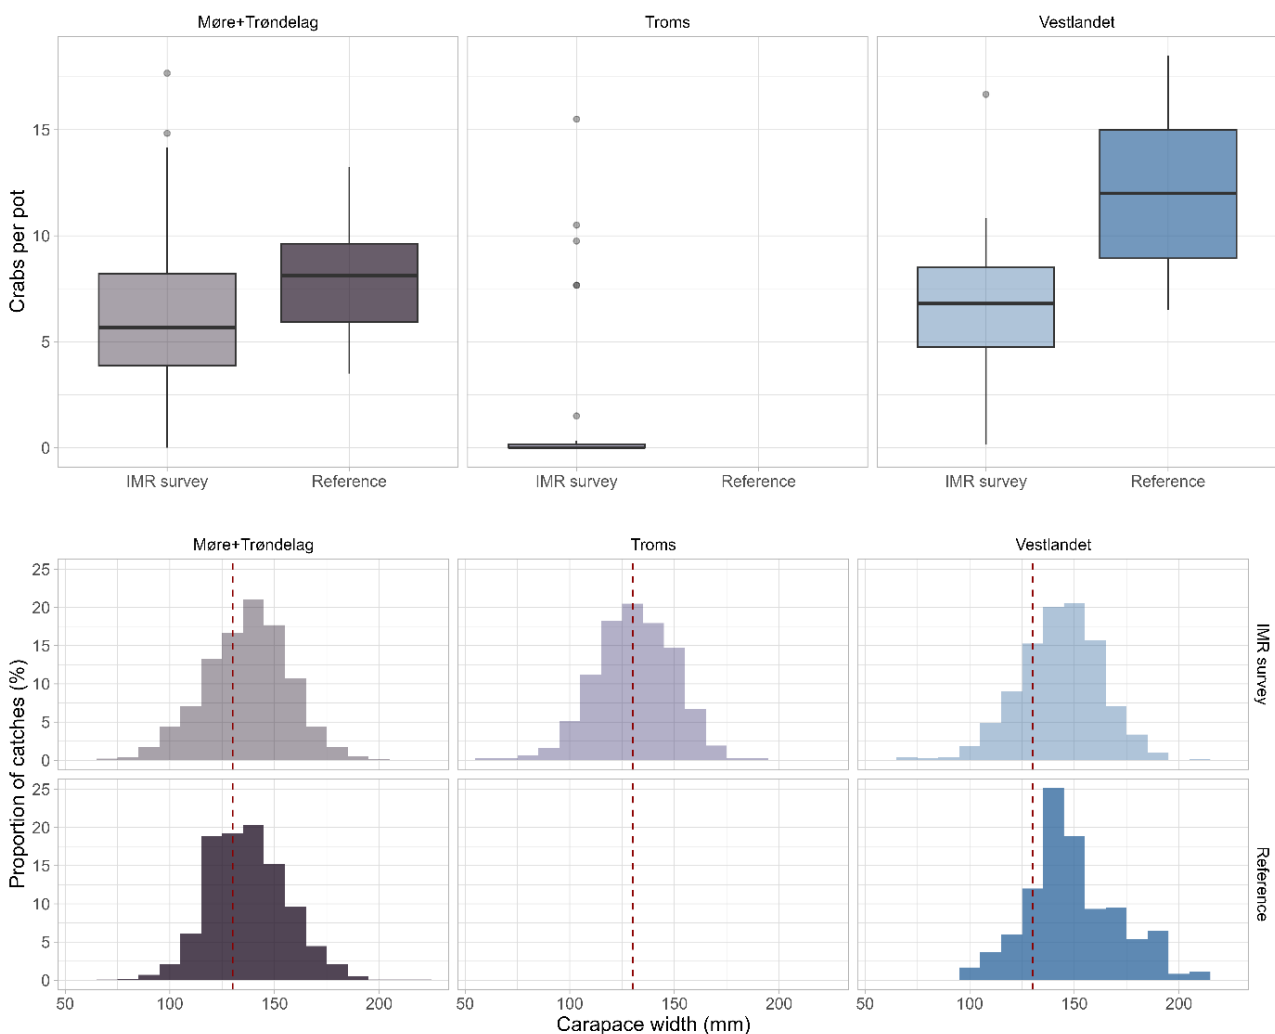 Møre+Trøndelag
Troms
Vestlandet
Crabs per pot
15
10
5
0
IMR survey
Reference
IMR survey
Reference
IMR survey
Reference
Møre+Trøndelag
Troms
Vestlandet
Proportion of catches (%)
25
20
15
10
5
0
IMR survey
25
20
15
10
5
0
Reference
50
100
150
200
50
100
150
200
50
100
150
200
Carapace width (mm)